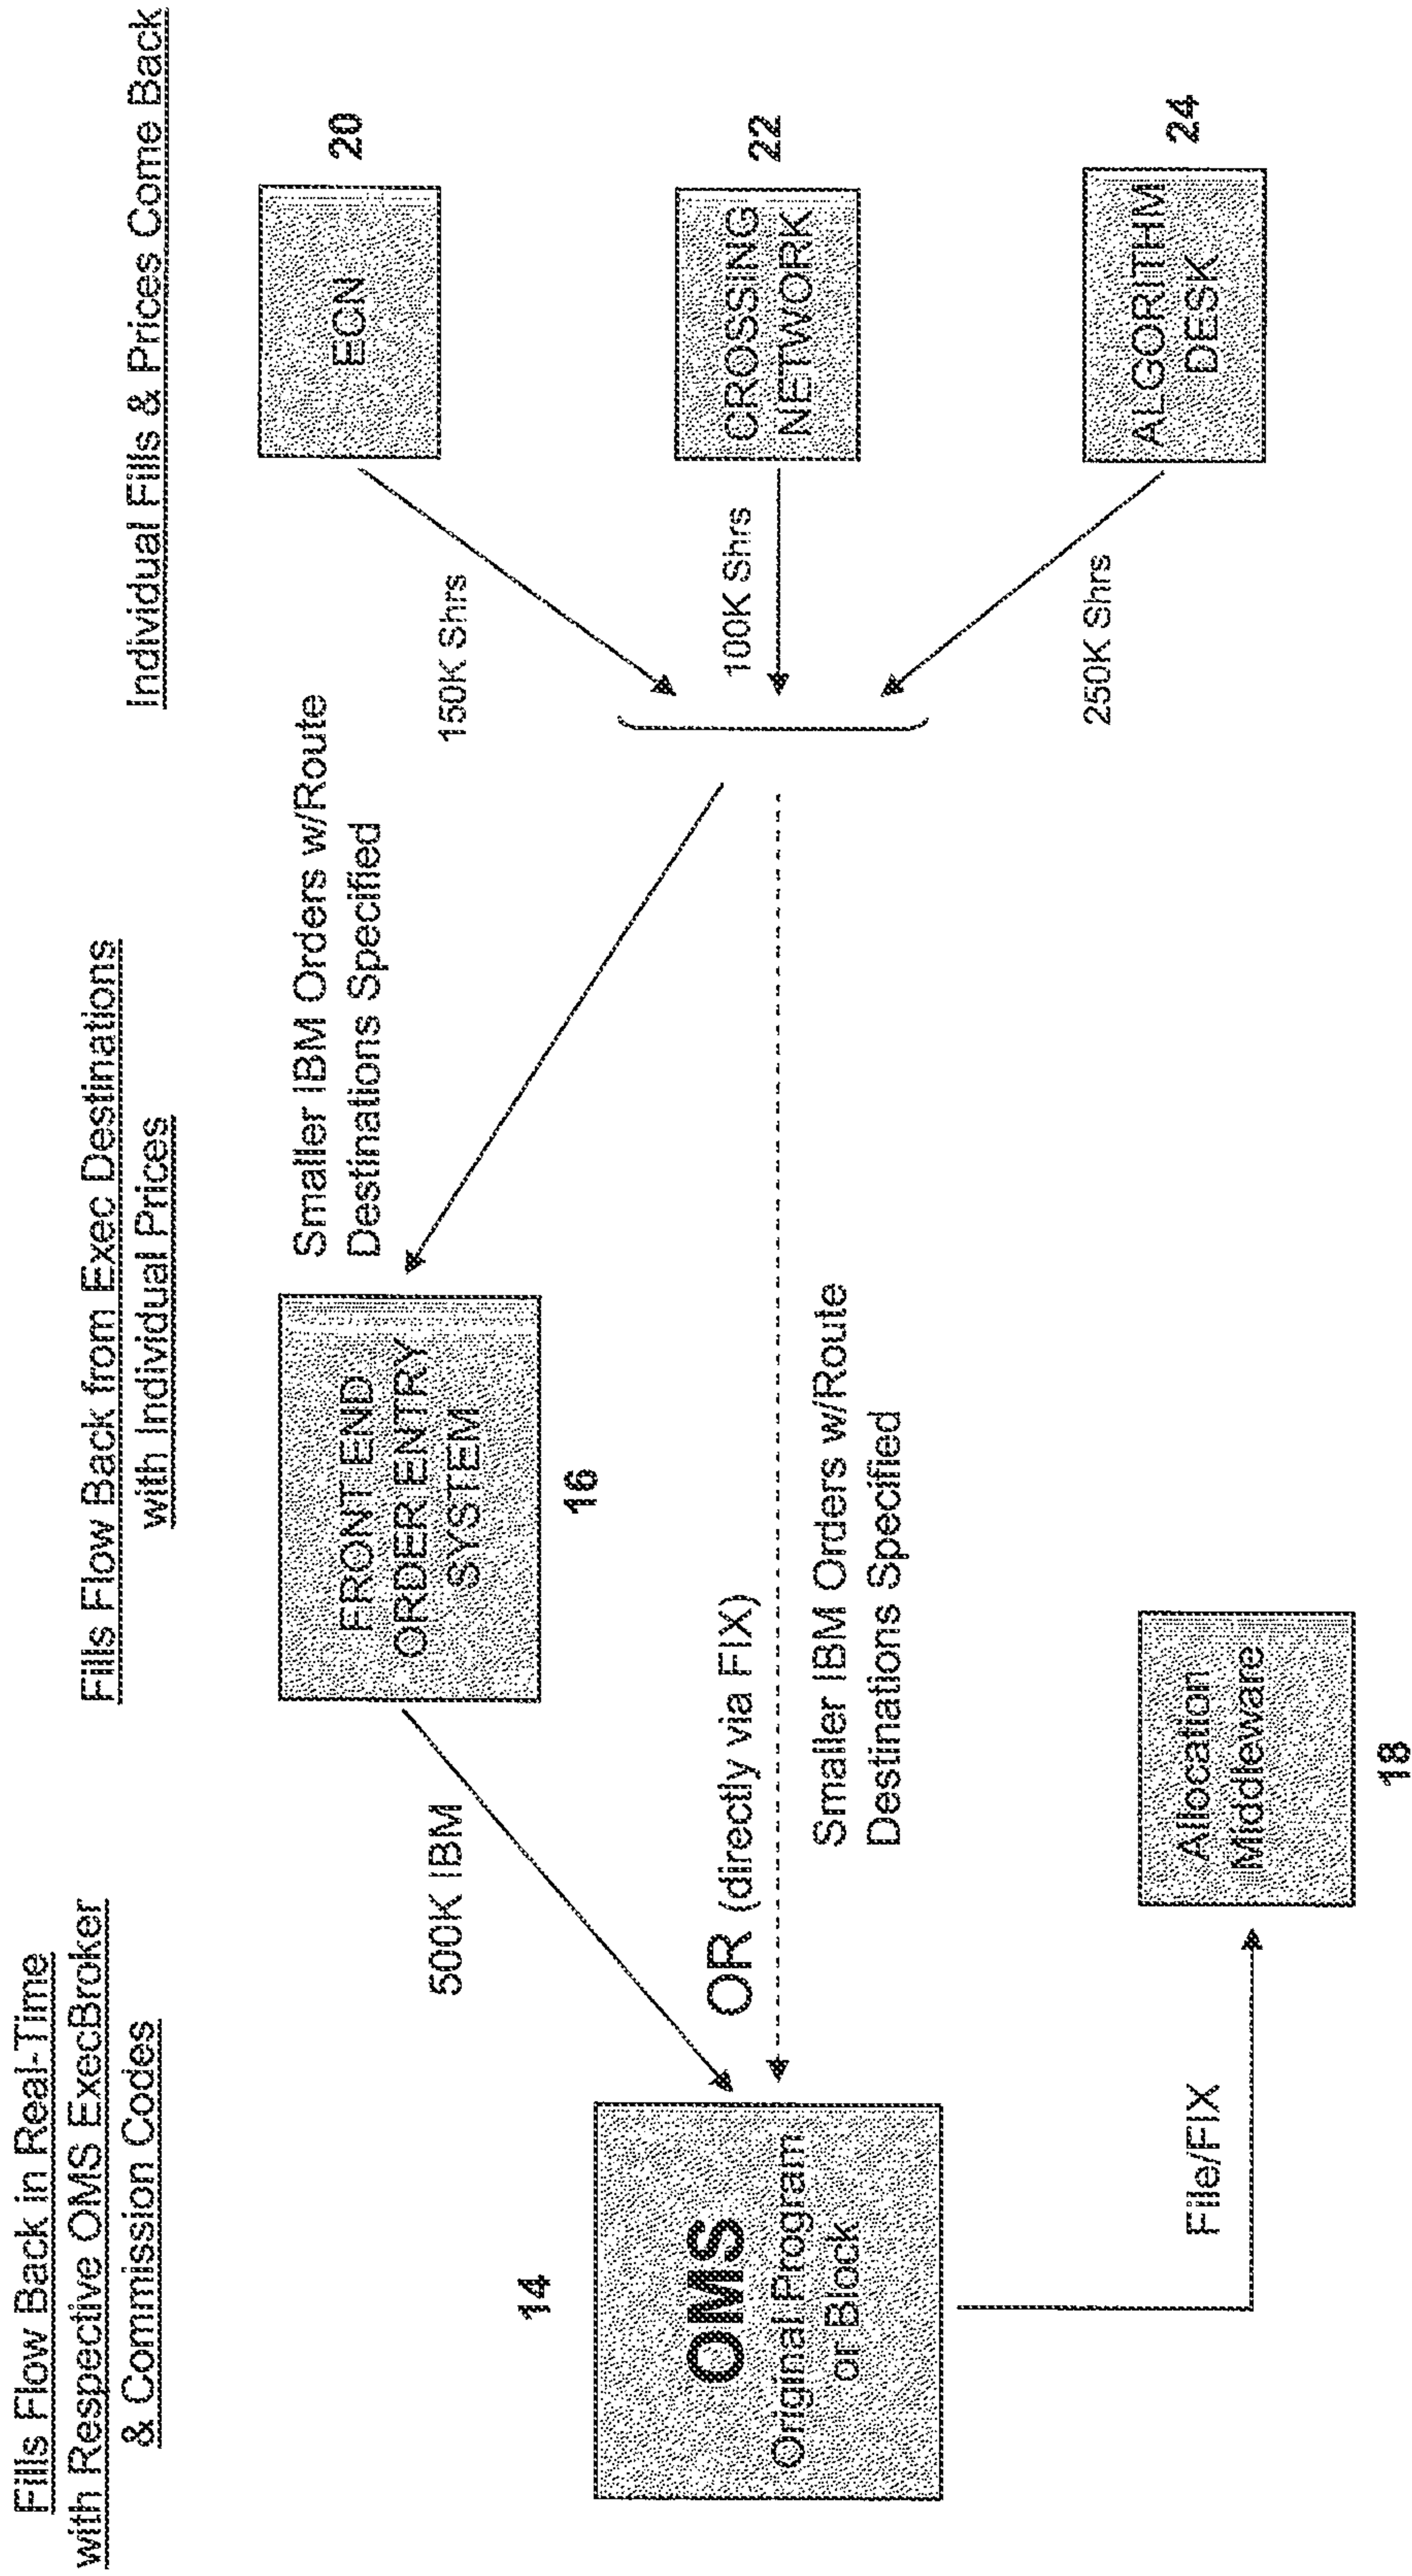 Fills Flow Back in Real-Time
with Respective OMS ExecBroker
& Commission Codes
Fills Flow Back from Exec Destinations
with Individual Prices
Individual Fills & Prices Come Back
14
OMS
Original Program
or Block
500K IBM
OR (directly via FIX)
Smaller IBM Orders w/Route
Destinations Specified
File/FIX
Allocation
Middleware
18
FRONT END
ORDER ENTRY
SYSTEM
16
Smaller IBM Orders w/Route
Destinations Specified
150K Shrs
100K Shrs
250K Shrs
ECN
20
CROSSING
NETWORK
22
ALGORITHM
DESK
24